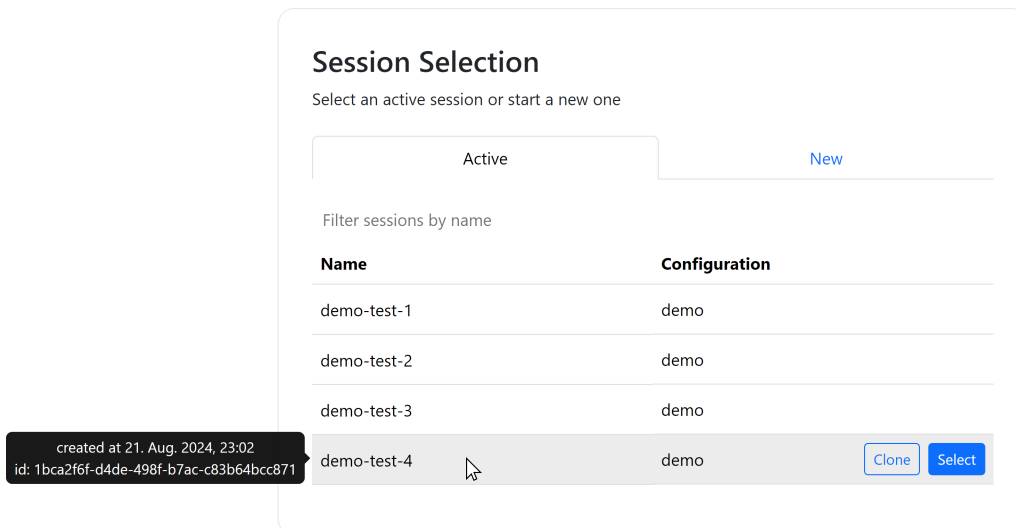 Session Selection
Select an active session or start a new one
Active New
Filter sessions by name
Name Configuration
demo-test-1 demo
demo-test-2 demo
demo-test-3 demo
created at 21. Aug. 2024, 23:02
id: 1bca2f6f-d4de-498f-b7ac-c83b64bcc871
demo-test-4 demo Clone Select